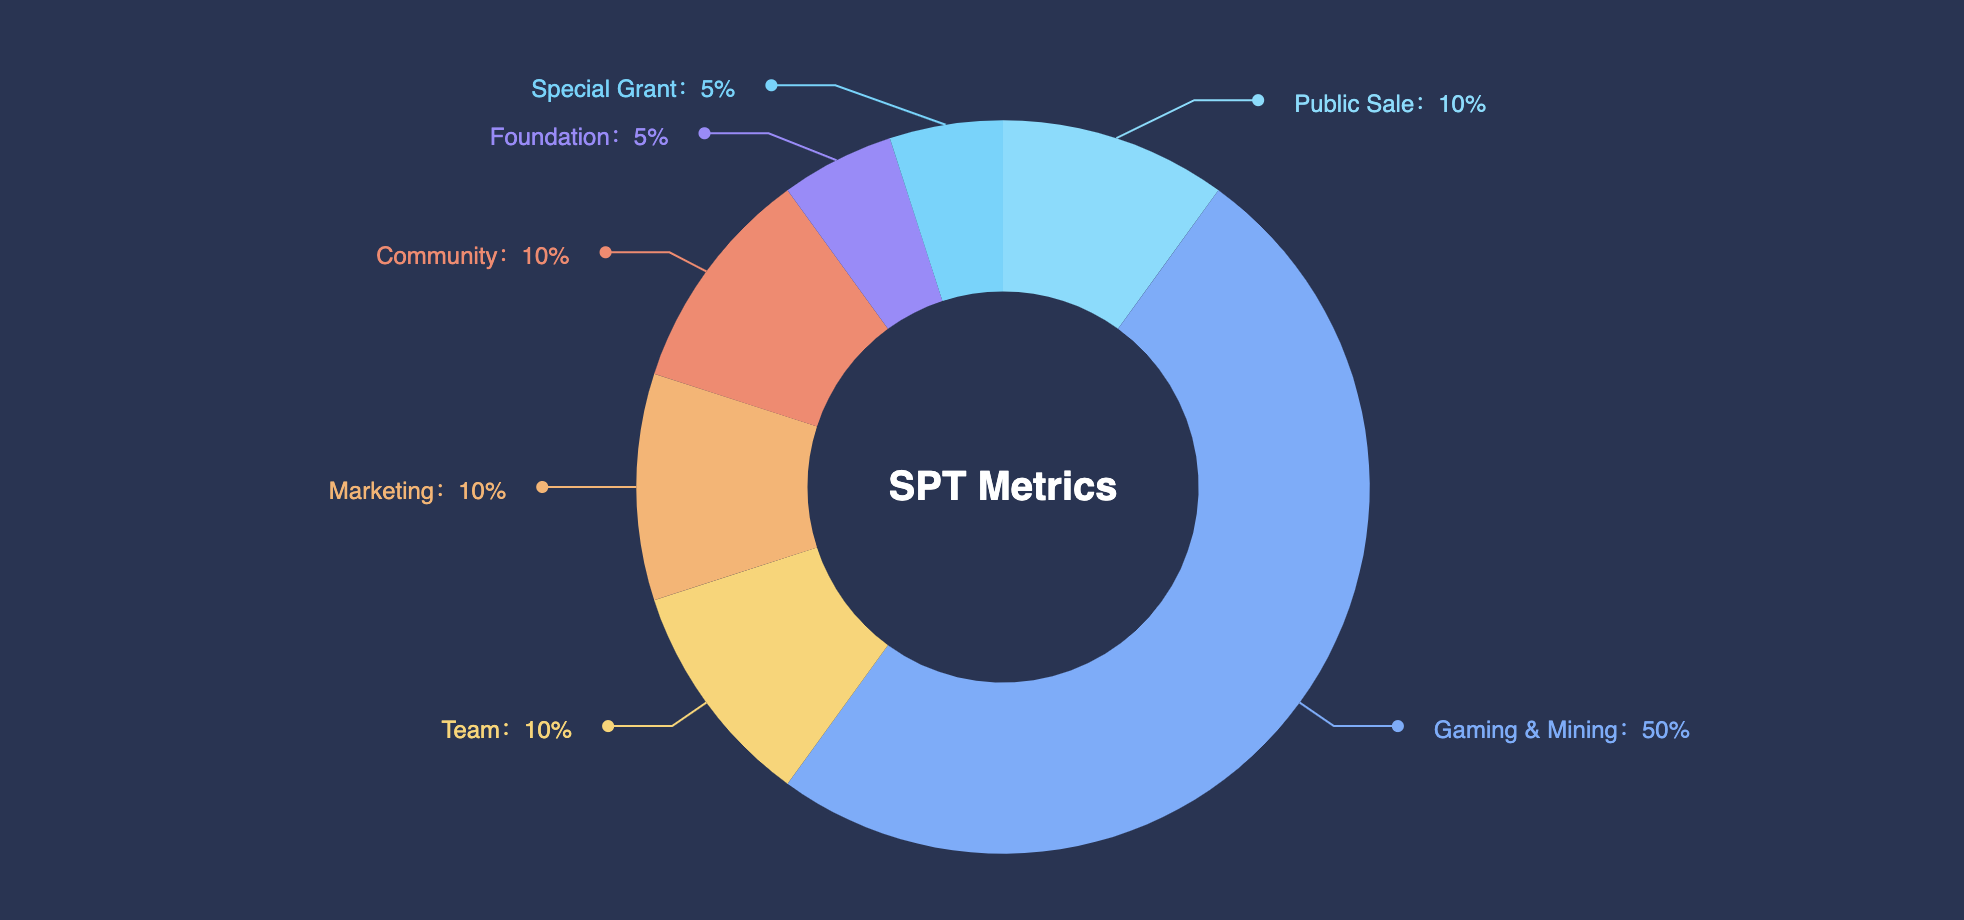 Special Grant： 5%
Public Sale： 10%
Foundation： 5%
Community： 10%
SPT Metrics
Marketing： 10%
Team： 10%
Gaming & Mining： 50%